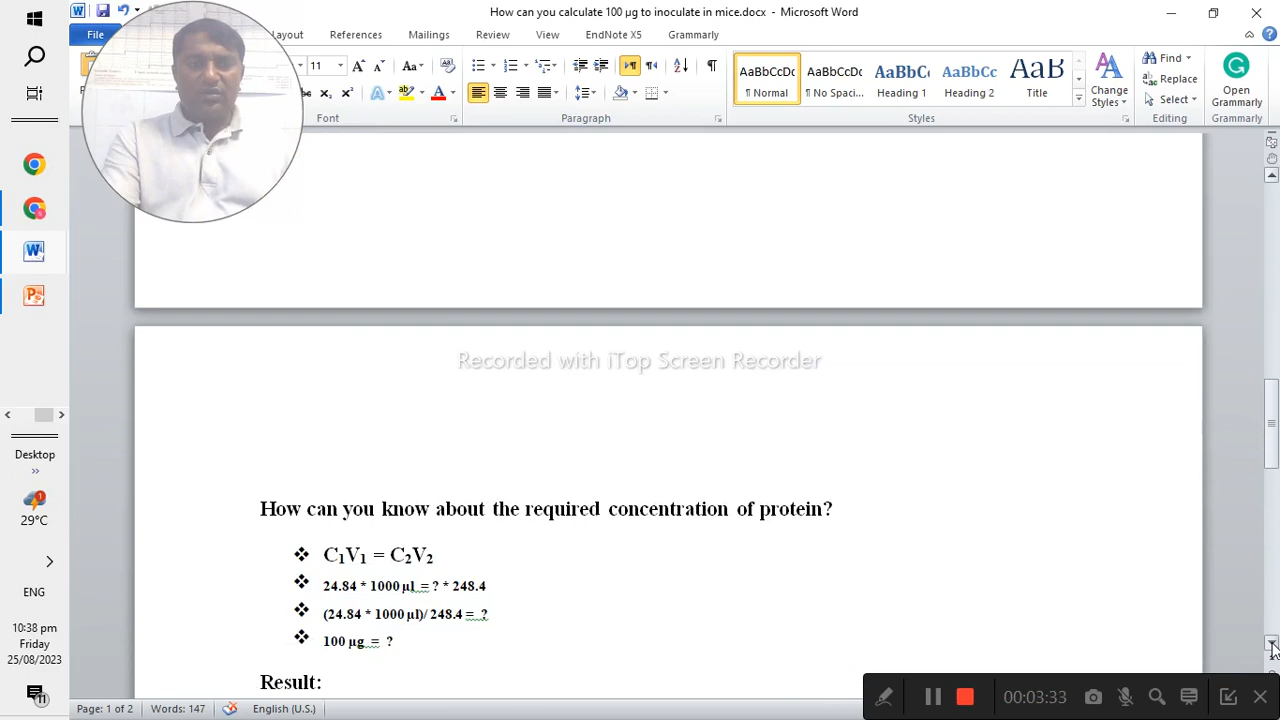 How can you calculate 100 µg to inoculate in mice.docx - Microsoft Word
File
Layout
References
Mailings
Review
View
EndNote X5
Grammarly
11
Aa
AaBbCcDc
AaBbCcDc
AaBbC
AaBbCc
AaB
Normal
No Spaci...
Heading 1
Heading 2
Title
Change
Styles
Find
Replace
Select
Open
Grammarly
Font
Paragraph
Styles
Editing
Grammarly
Recorded with iTop Screen Recorder
How can you know about the required concentration of protein?
❖ C₁V₁ = C₂V₂
❖ 24.84 * 1000 µl = ? * 248.4
❖ (24.84 * 1000 µl)/ 248.4 = ?
❖ 100 µg = ?
Result:
Desktop
29°C
ENG
10:38 pm
Friday
25/08/2023
Page: 1 of 2
Words: 147
English (U.S.)
00:03:33